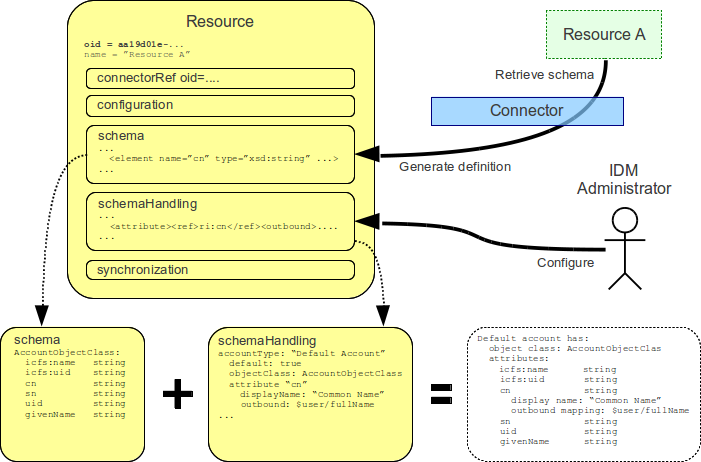 Resource
oid = aa19d01e-...
name = "Resource A"
connectorRef oid=....
configuration
schema
...
<element name="cn" type="xsd:string" ...>
...
schemaHandling
...
<attribute><ref>ri:cn</ref><outbound>....
...
synchronization
Resource A
Retrieve schema
Connector
Generate definition
IDM
Administrator
Configure
schema
AccountObjectClass:
icfs:name string
icfs:uid string
cn string
sn string
uid string
givenName string
+
schemaHandling
accountType: "Default Account"
default: true
objectClass: AccountObjectClass
attribute "cn"
displayName: "Common Name"
outbound: $user/fullName
...
=
Default account has:
object class: AccountObjectClas
attributes:
icfs:name string
icfs:uid string
cn string
display name: "Common Name"
outbound mapping: $user/fullName
sn string
uid string
givenName string